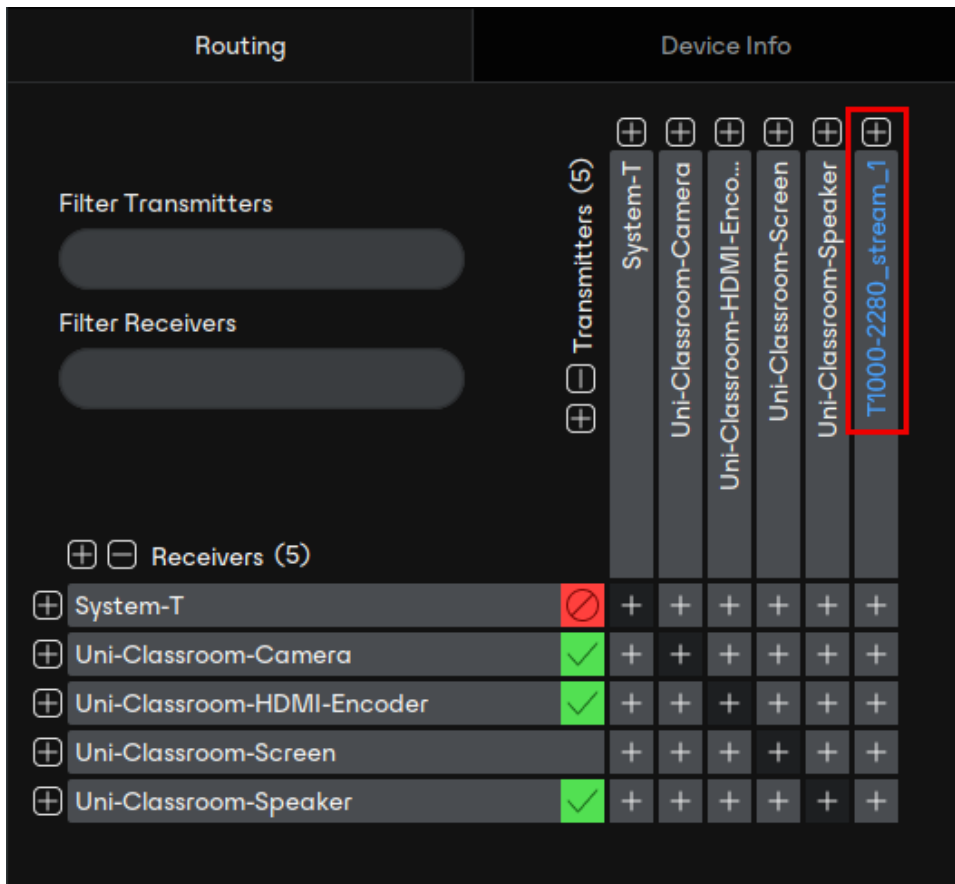 Routing
Device Info
Filter Transmitters
Filter Receivers
Transmitters (5)
System-T
Uni-Classroom-Camera
Uni-Classroom-HDMI-Enco...
Uni-Classroom-Screen
Uni-Classroom-Speaker
T1000-2280_stream_1
Receivers (5)
System-T
Uni-Classroom-Camera
Uni-Classroom-HDMI-Encoder
Uni-Classroom-Screen
Uni-Classroom-Speaker